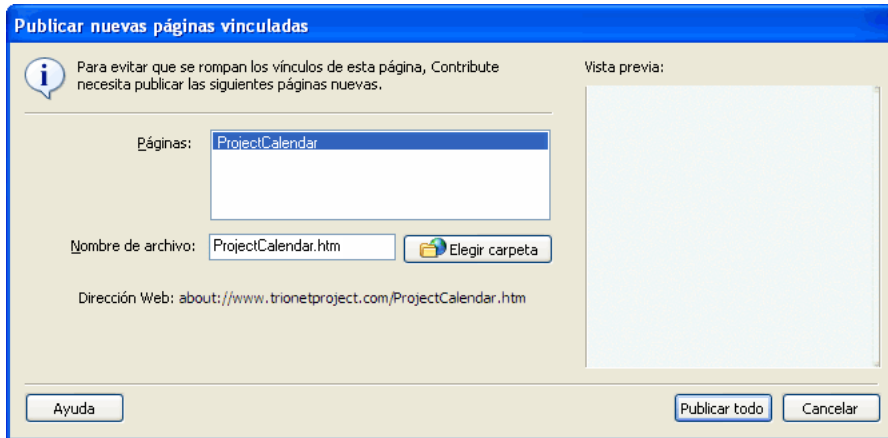 Publicar nuevas páginas vinculadas
Para evitar que se rompan los vínculos de esta página, Contribute
necesita publicar las siguientes páginas nuevas.
Vista previa:
Páginas:
ProjectCalendar
Nombre de archivo:
ProjectCalendar.htm
Elegir carpeta
Dirección Web: about://www.trionetproject.com/ProjectCalendar.htm
Ayuda
Publicar todo
Cancelar